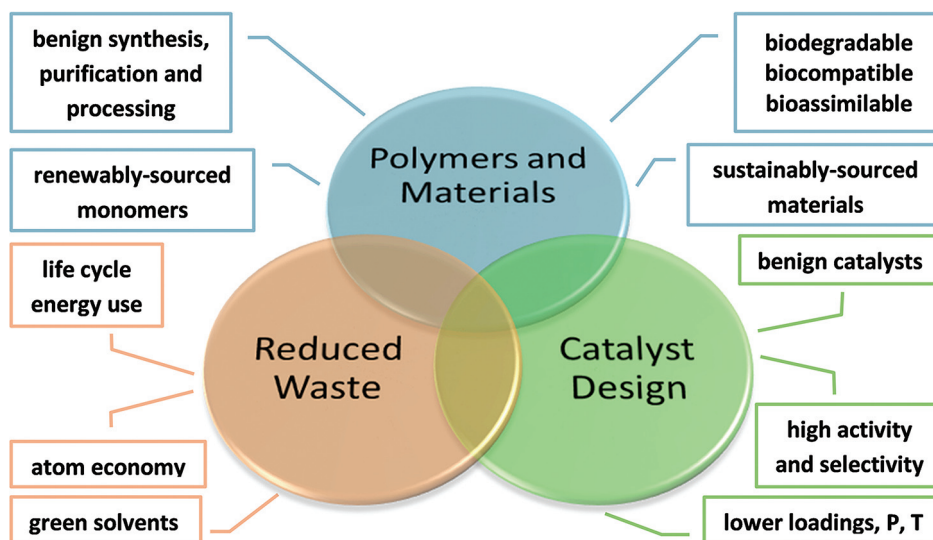 benign synthesis,
purification and
processing
biodegradable
biocompatible
bioassimilable
Polymers and
Materials
renewably-sourced
monomers
sustainably-sourced
materials
life cycle
energy use
benign catalysts
Reduced
Waste
Catalyst
Design
high activity
and selectivity
atom economy
green solvents
lower loadings, P, T